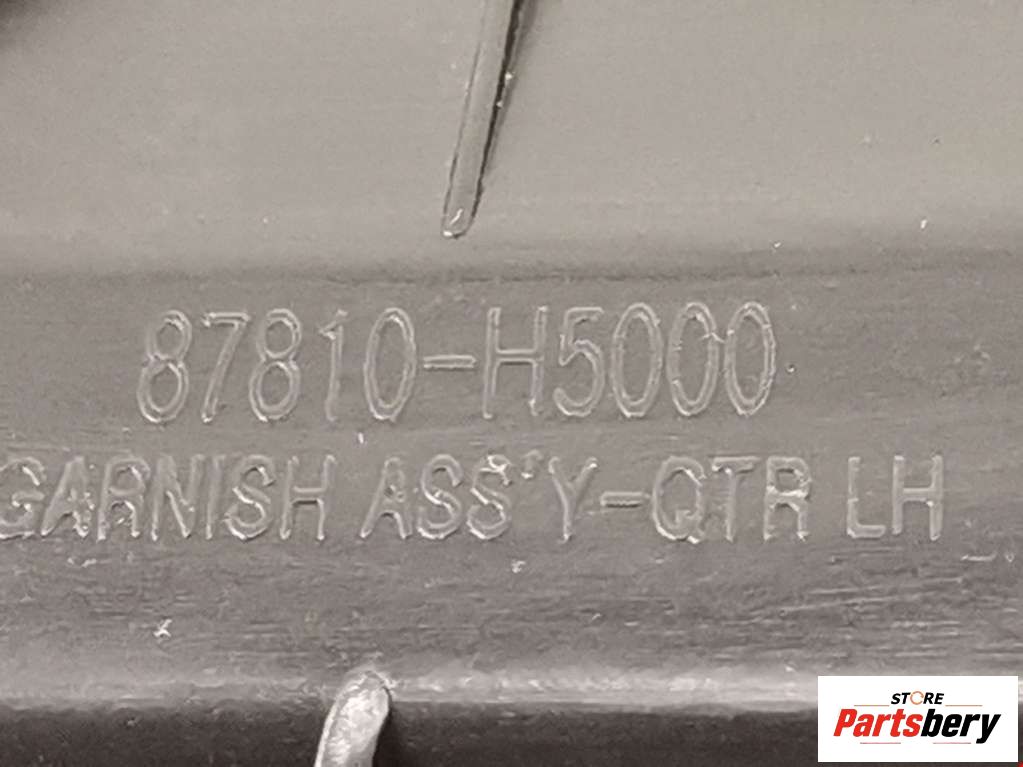 87810-H5000
GARNISH ASS'Y-QTR LH
STORE
Partsbery